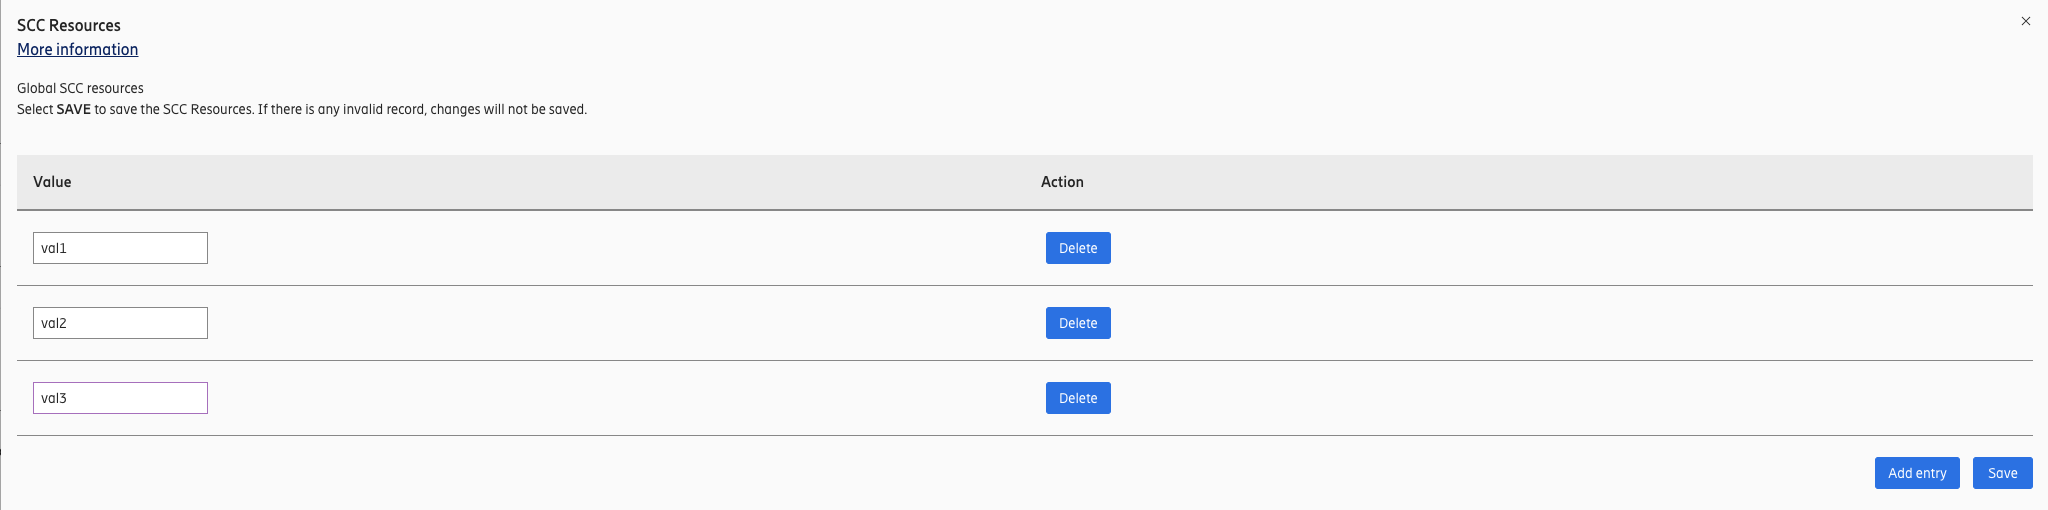 SCC Resources
More information
Global SCC resources
Select SAVE to save the SCC Resources. If there is any invalid record, changes will not be saved.
Value Action
val1 Delete
val2 Delete
val3 Delete
Add entry Save